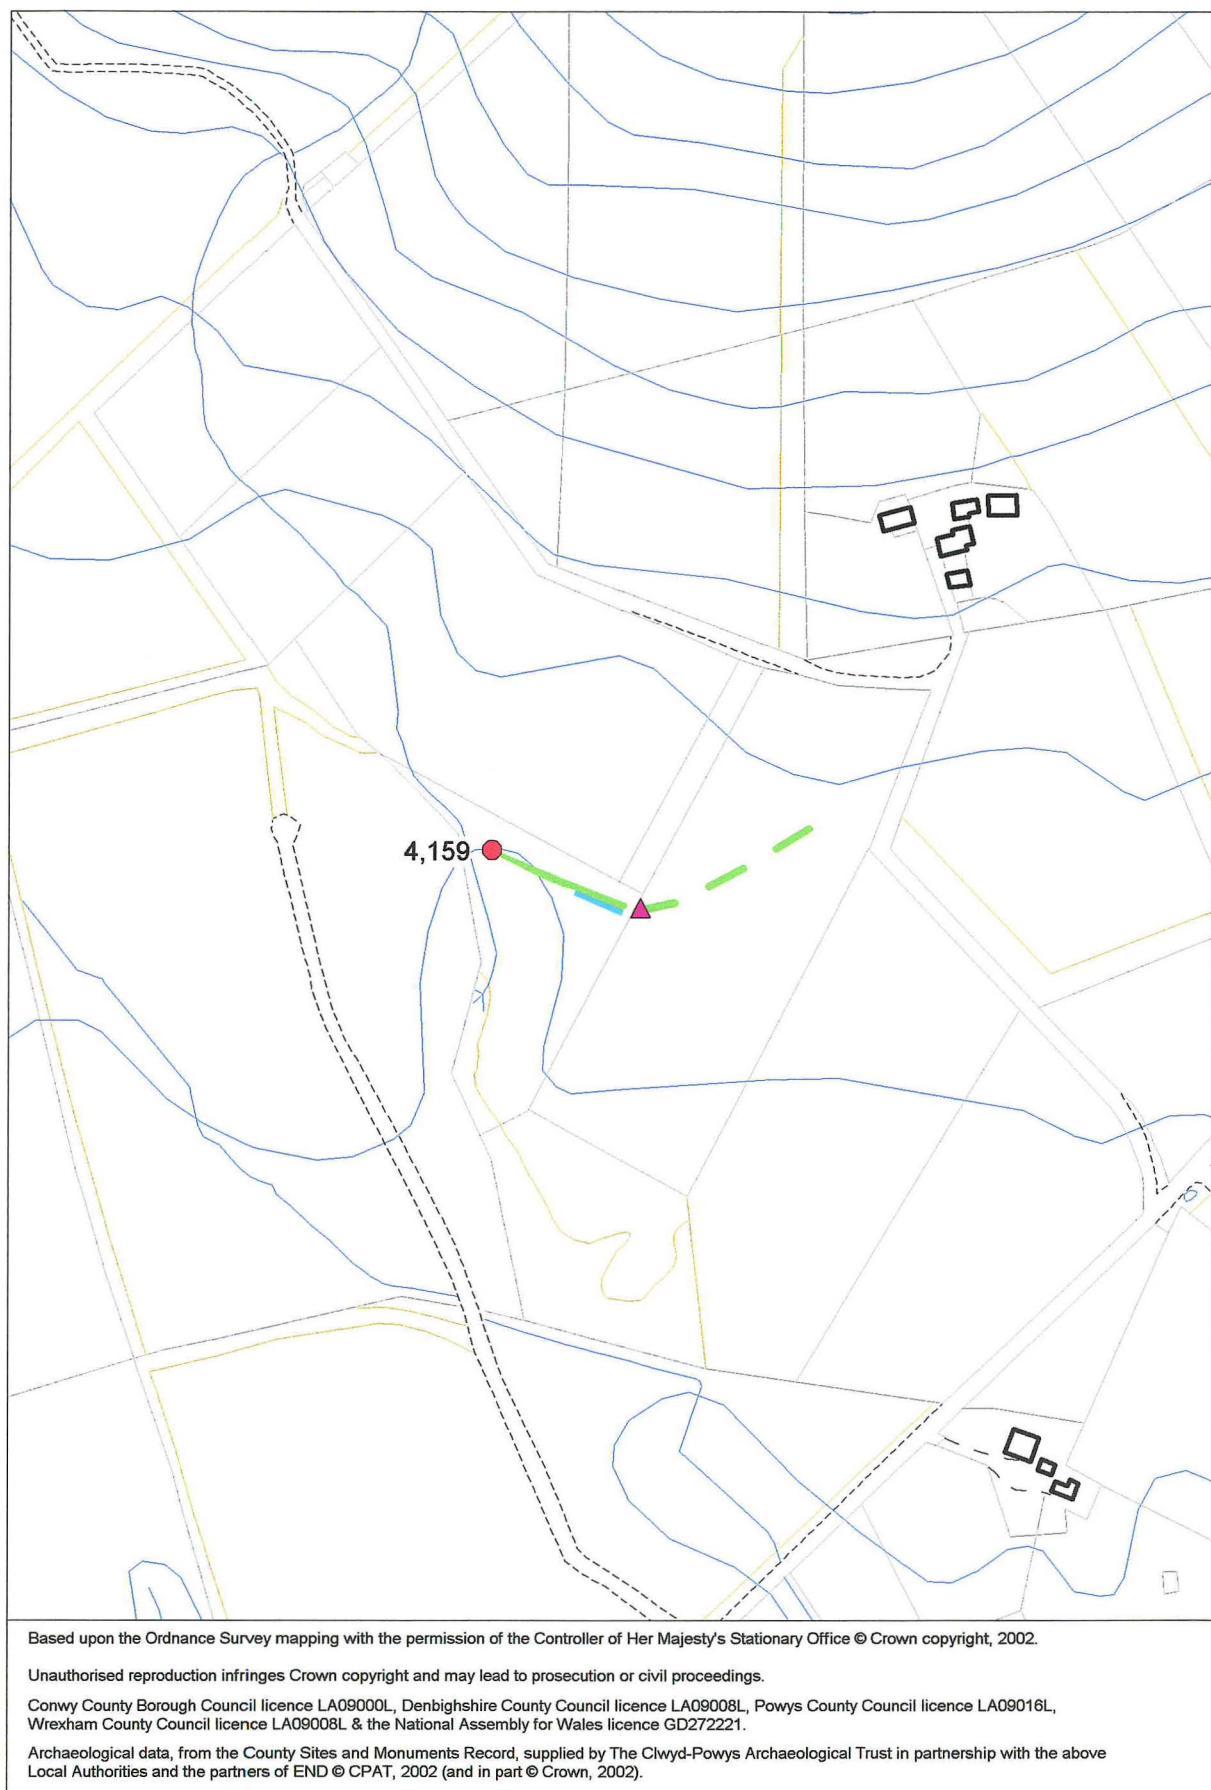 4,159
Based upon the Ordnance Survey mapping with the permission of the Controller of Her Majesty's Stationary Office © Crown copyright, 2002.
Unauthorised reproduction infringes Crown copyright and may lead to prosecution or civil proceedings.
Conwy County Borough Council licence LA09000L, Denbighshire County Council licence LA09008L, Powys County Council licence LA09016L,
Wrexham County Council licence LA09008L & the National Assembly for Wales licence GD272221.
Archaeological data, from the County Sites and Monuments Record, supplied by The Clwyd-Powys Archaeological Trust in partnership with the above
Local Authorities and the partners of END © CPAT, 2002 (and in part © Crown, 2002).